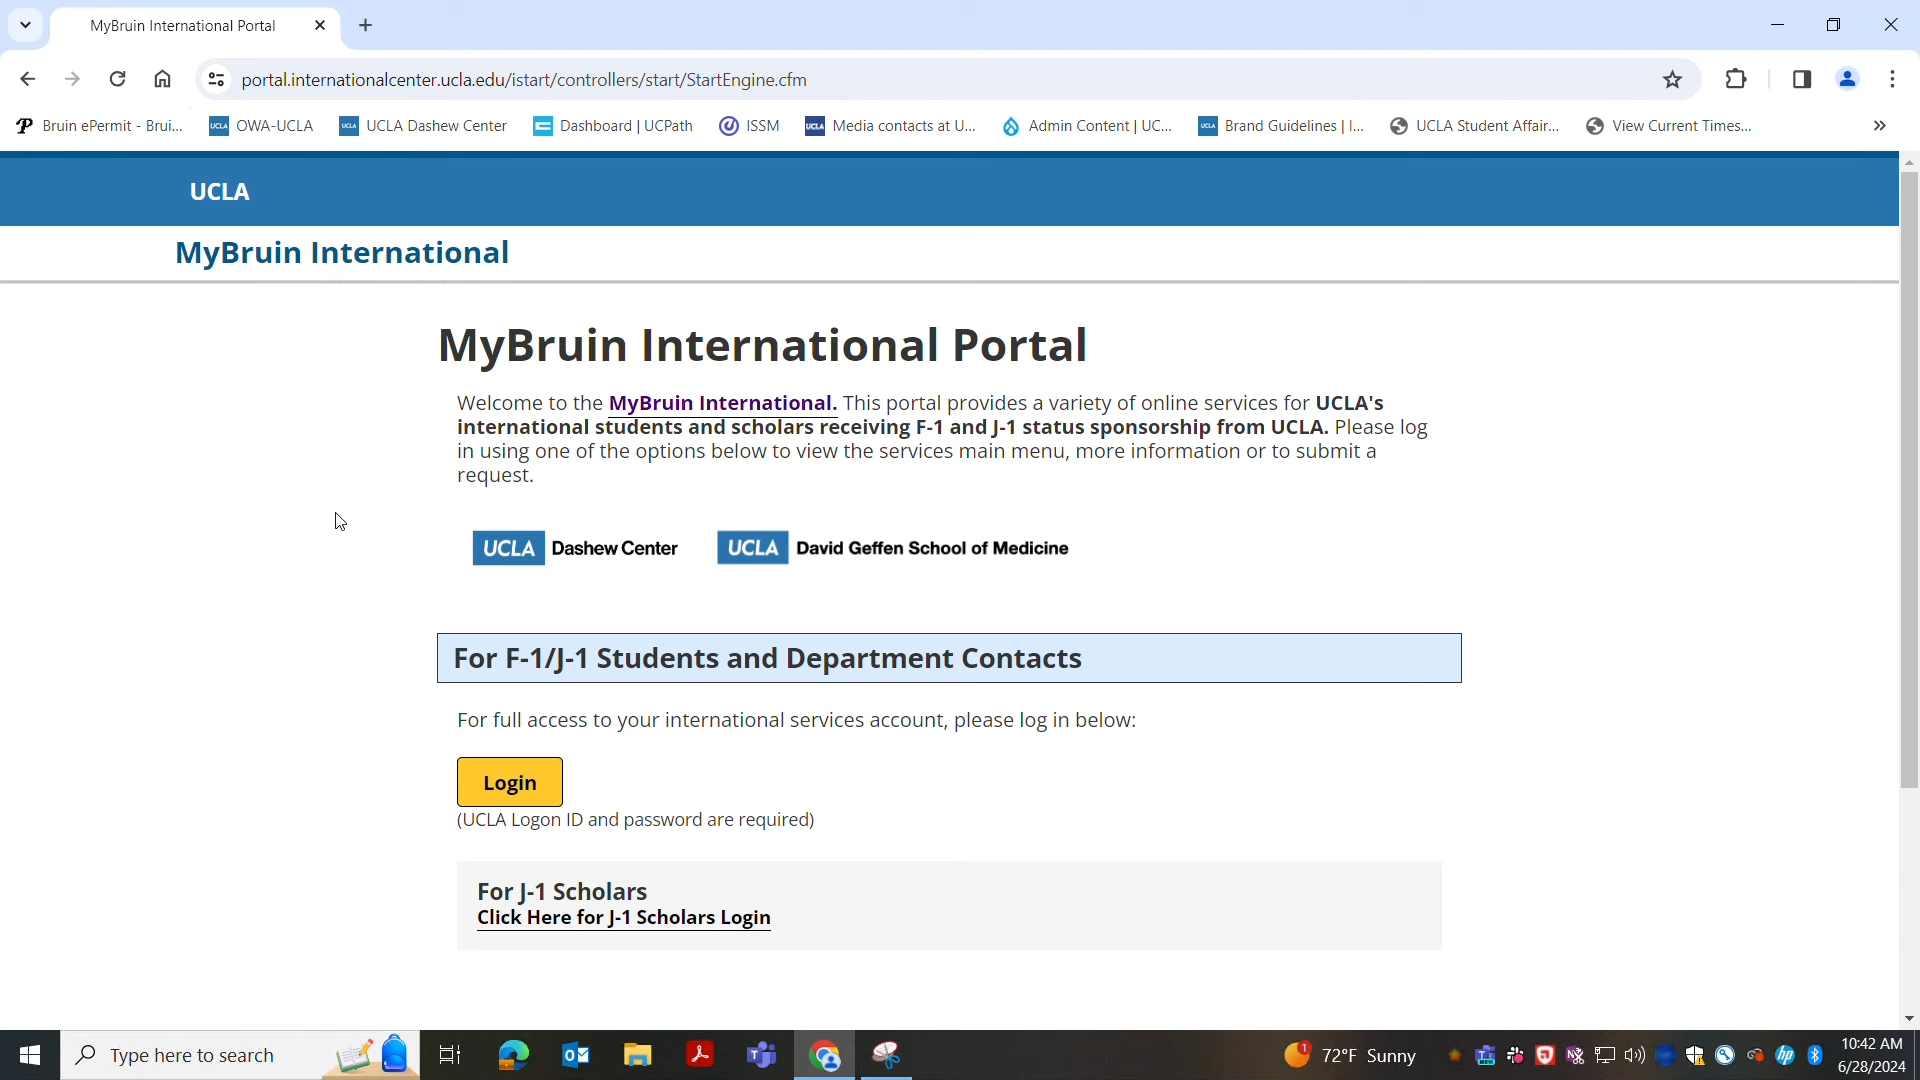 MyBruin International Portal
portal.internationalcenter.ucla.edu/istart/controllers/start/StartEngine.cfm
Bruin ePermit - Brui... UCLA OWA-UCLA UCLA UCLA Dashew Center Dashboard | UCPath ISSM UCLA Media contacts at U... Admin Content | UC... UCLA Brand Guidelines | I... UCLA Student Affair... View Current Times...
UCLA
MyBruin International
MyBruin International Portal
Welcome to the MyBruin International. This portal provides a variety of online services for UCLA's
international students and scholars receiving F-1 and J-1 status sponsorship from UCLA. Please log
in using one of the options below to view the services main menu, more information or to submit a
request.
UCLA Dashew Center UCLA David Geffen School of Medicine
For F-1/J-1 Students and Department Contacts
For full access to your international services account, please log in below:
Login
(UCLA Logon ID and password are required)
For J-1 Scholars
Click Here for J-1 Scholars Login
Type here to search
1 72°F Sunny
10:42 AM
6/28/2024